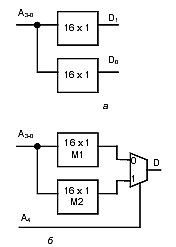 A₃₋₀ D₁
16 x 1
D₀
16 x 1
а
A₃₋₀
16 x 1
M1
0 D
1
16 x 1
M2
A₄
б